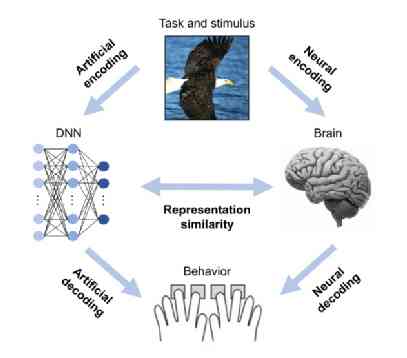 Task and stimulus
Artificial
encoding
Neural
encoding
DNN
Brain
Representation
similarity
Artificial
decoding
Behavior
Neural
decoding